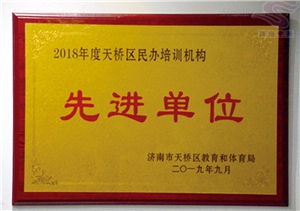 2018年度天桥区民办培训机构
先进单位
济南市天桥区教育和体育局
二〇一九年九月